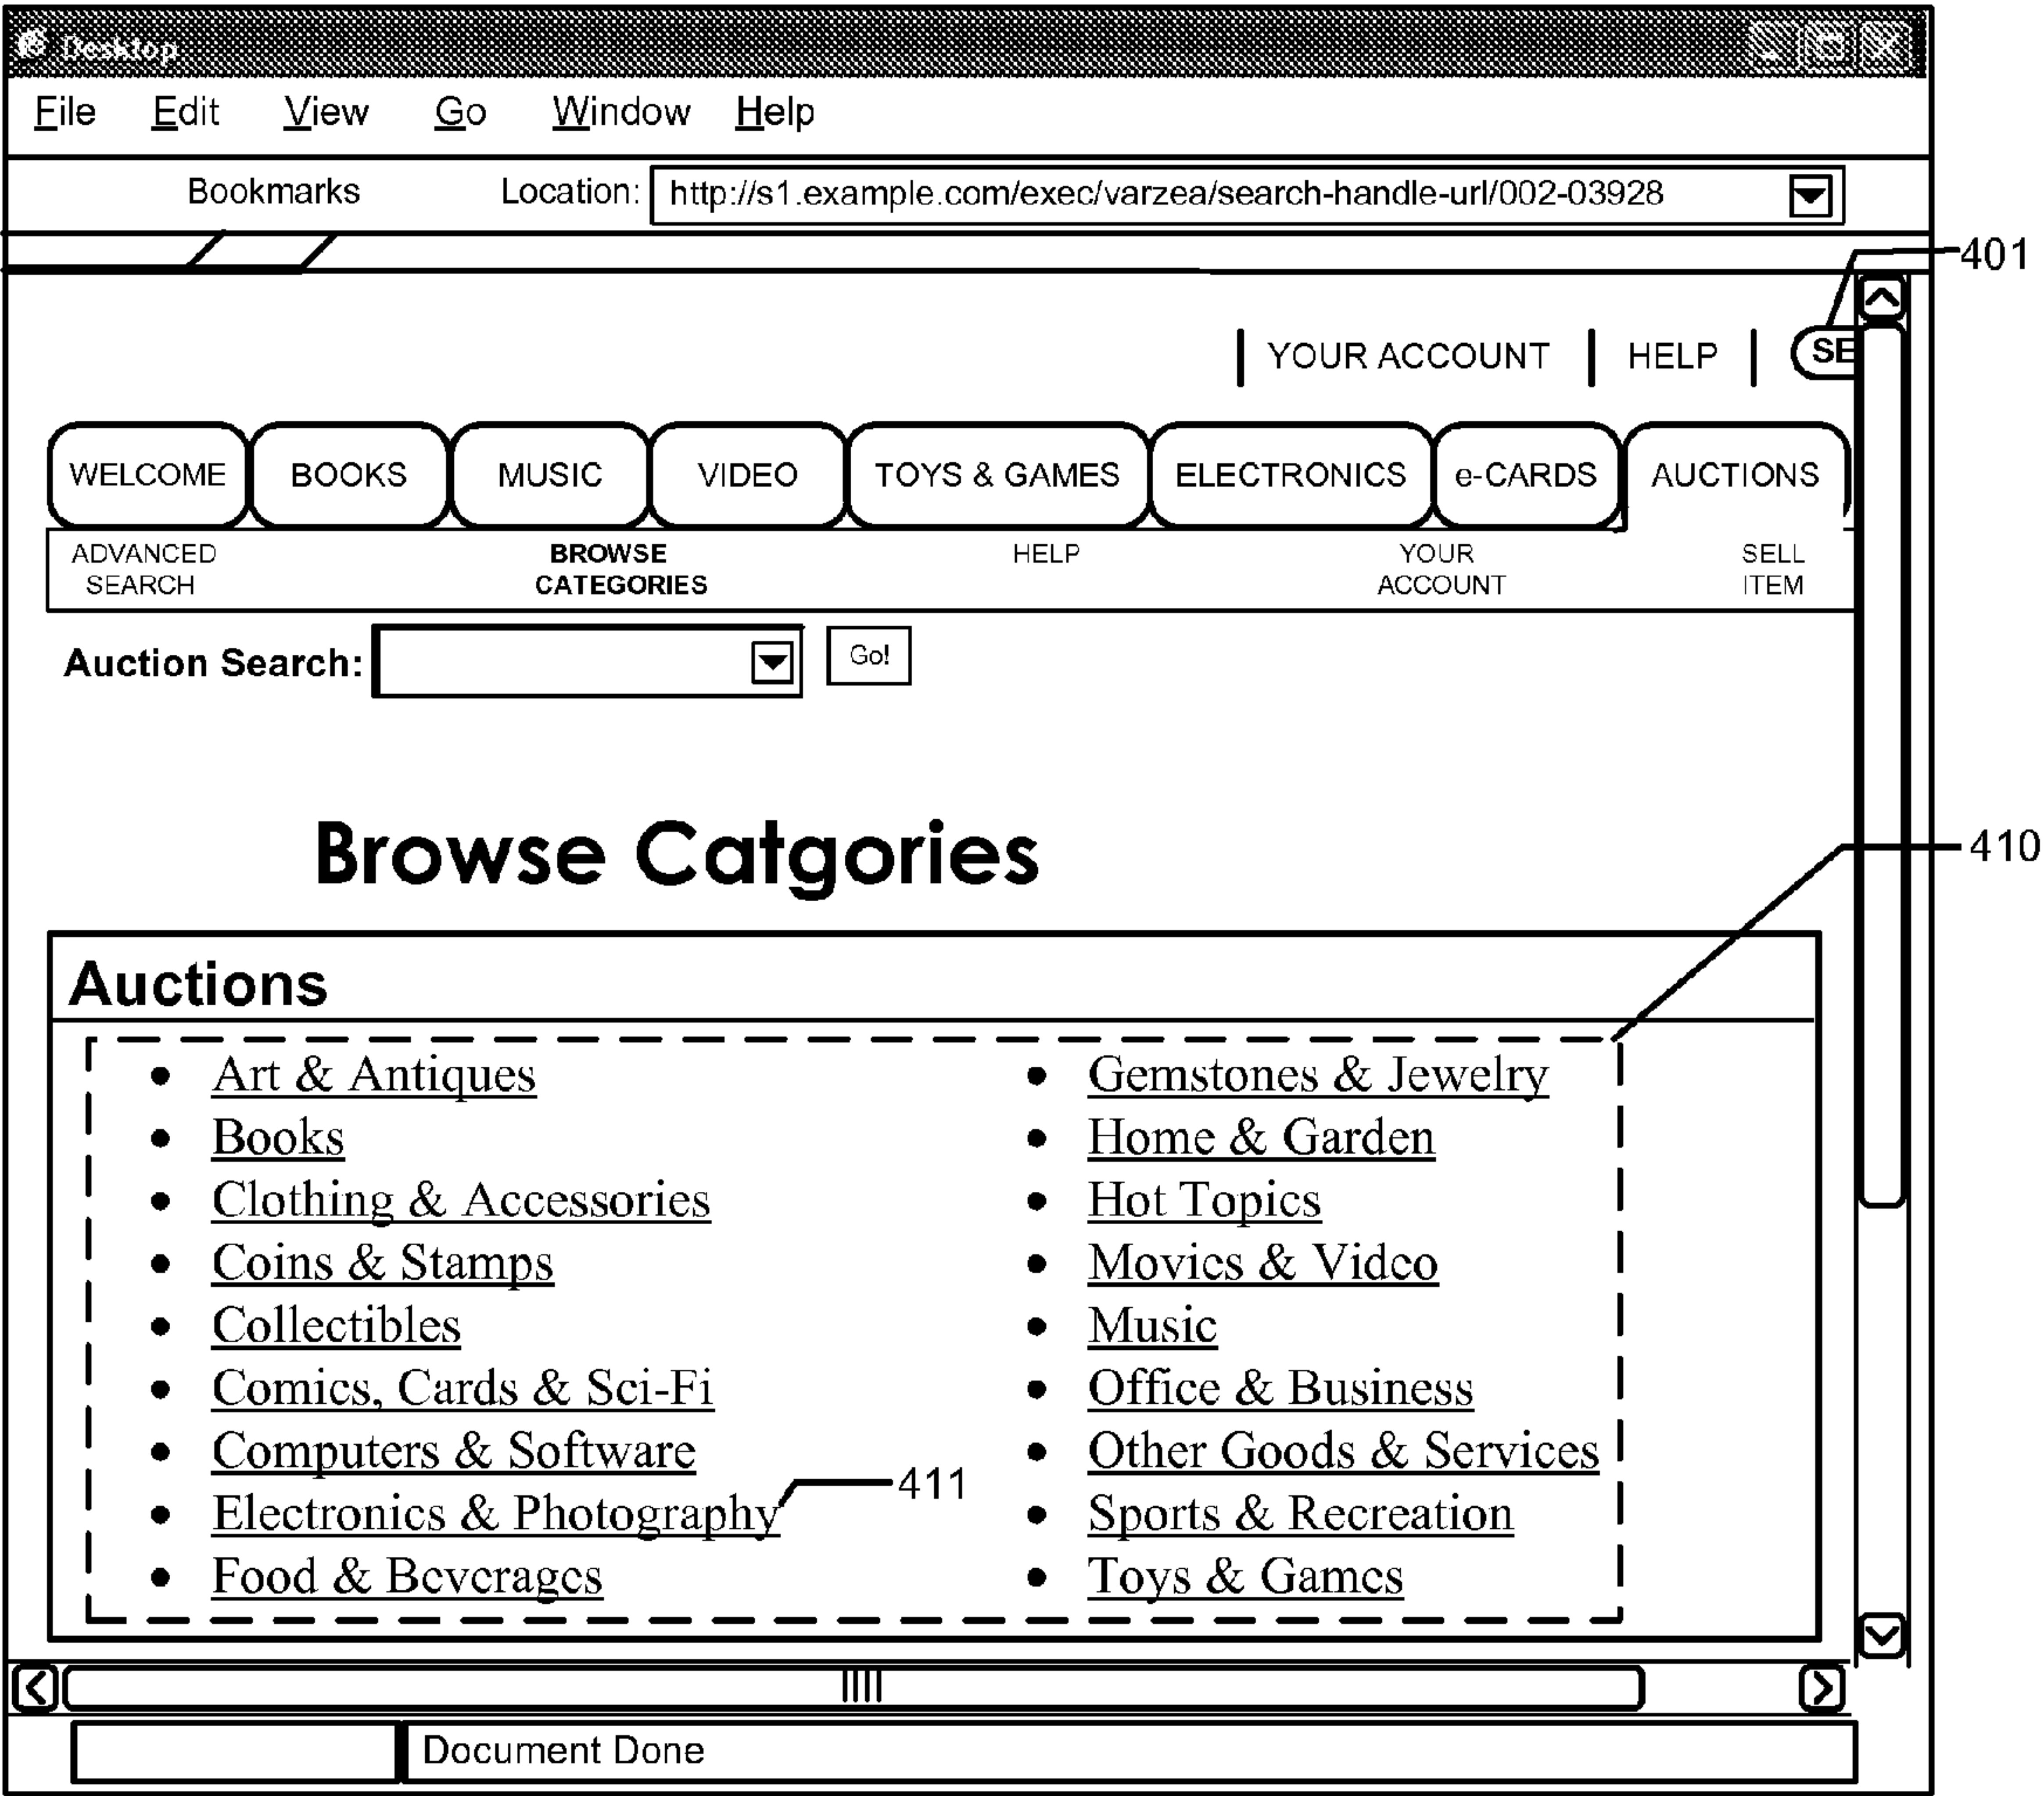 Desktop
File Edit View Go Window Help
Bookmarks Location: http://s1.example.com/exec/varzea/search-handle-url/002-03928
401
YOUR ACCOUNT HELP SE
WELCOME BOOKS MUSIC VIDEO TOYS & GAMES ELECTRONICS e-CARDS AUCTIONS
ADVANCED SEARCH BROWSE CATEGORIES HELP YOUR ACCOUNT SELL ITEM
Auction Search: Go!
Browse Catgories
410
Auctions
• Art & Antiques
• Books
• Clothing & Accessories
• Coins & Stamps
• Collectibles
• Comics, Cards & Sci-Fi
• Computers & Software
• Electronics & Photography 411
• Food & Beverages
• Gemstones & Jewelry
• Home & Garden
• Hot Topics
• Movies & Video
• Music
• Office & Business
• Other Goods & Services
• Sports & Recreation
• Toys & Games
Document Done